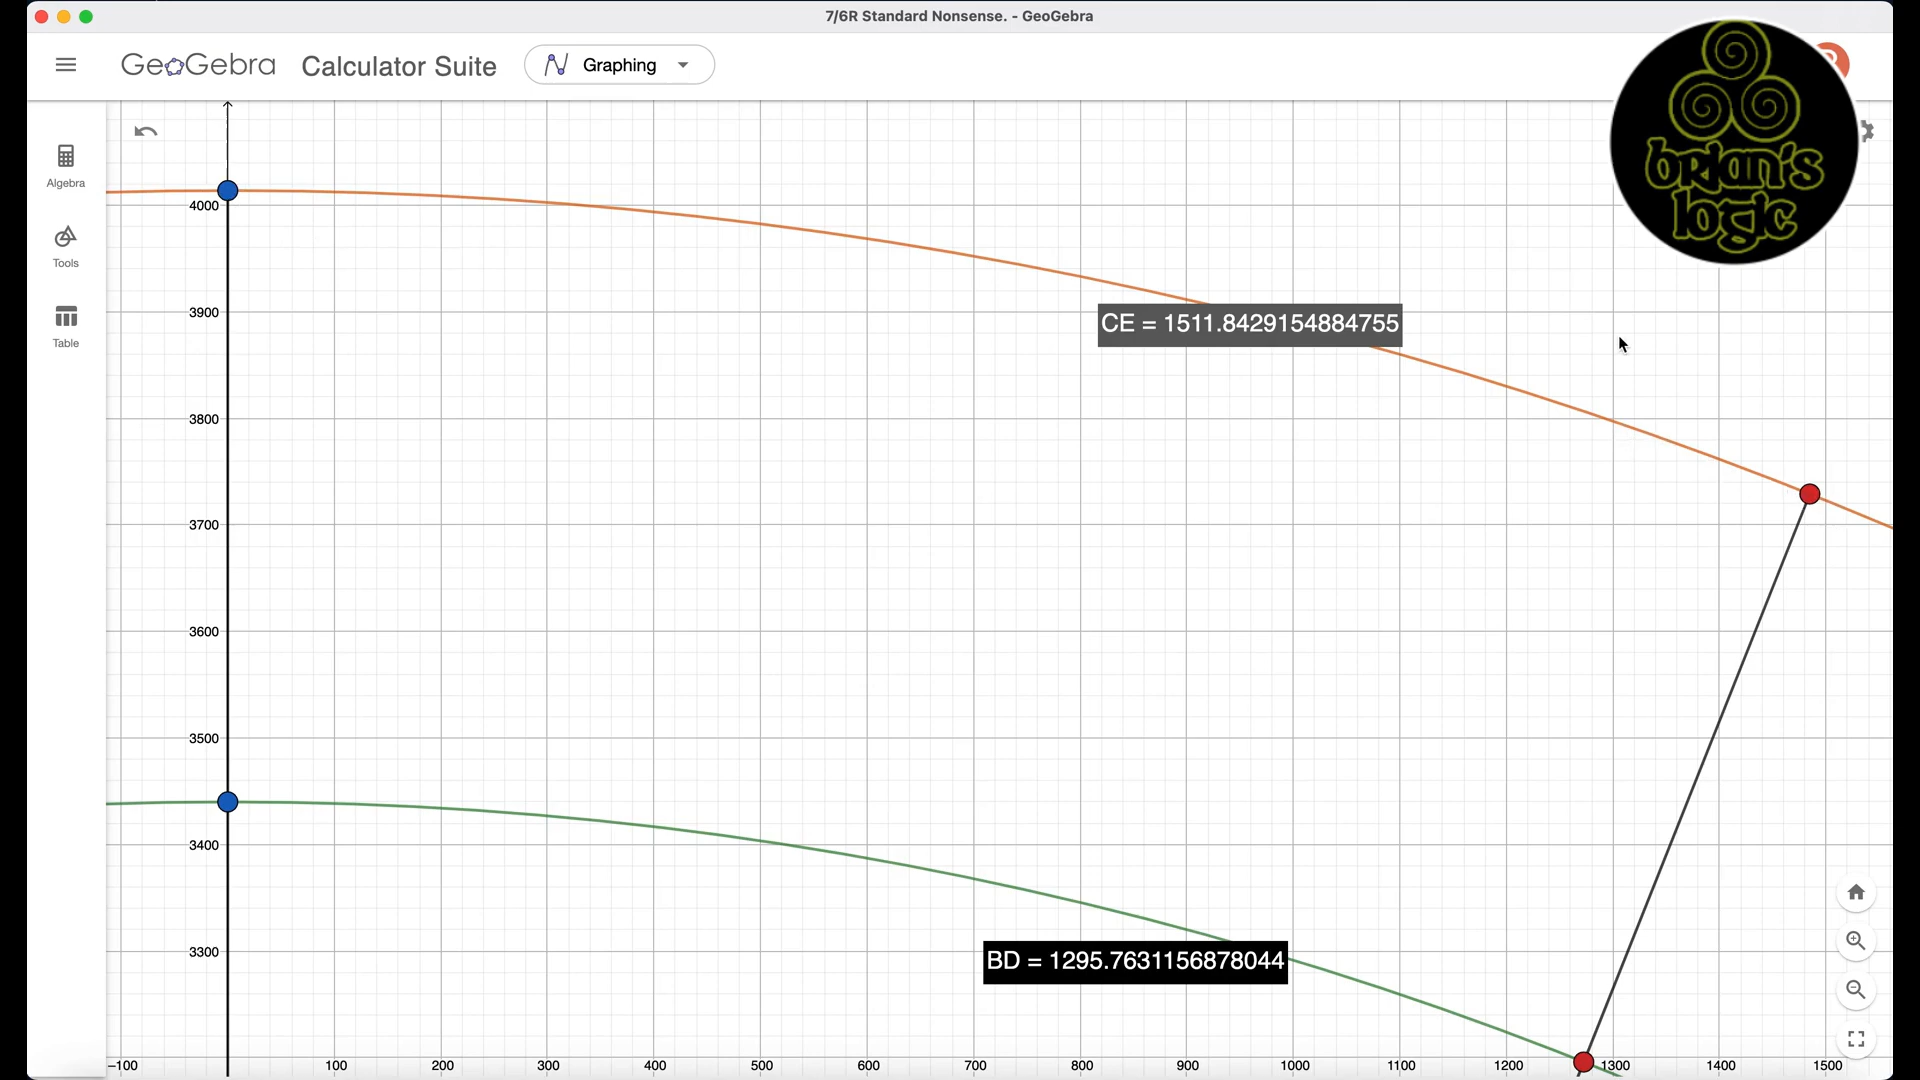 7/6R Standard Nonsense. - GeoGebra
GeoGebra Calculator Suite
Graphing
brian's
logic
Algebra
Tools
Table
4000
3900
3800
3700
3600
3500
3400
3300
CE = 1511.8429154884755
BD = 1295.7631156878044
−100
100
200
300
400
500
600
700
800
900
1000
1100
1200
1300
1400
1500